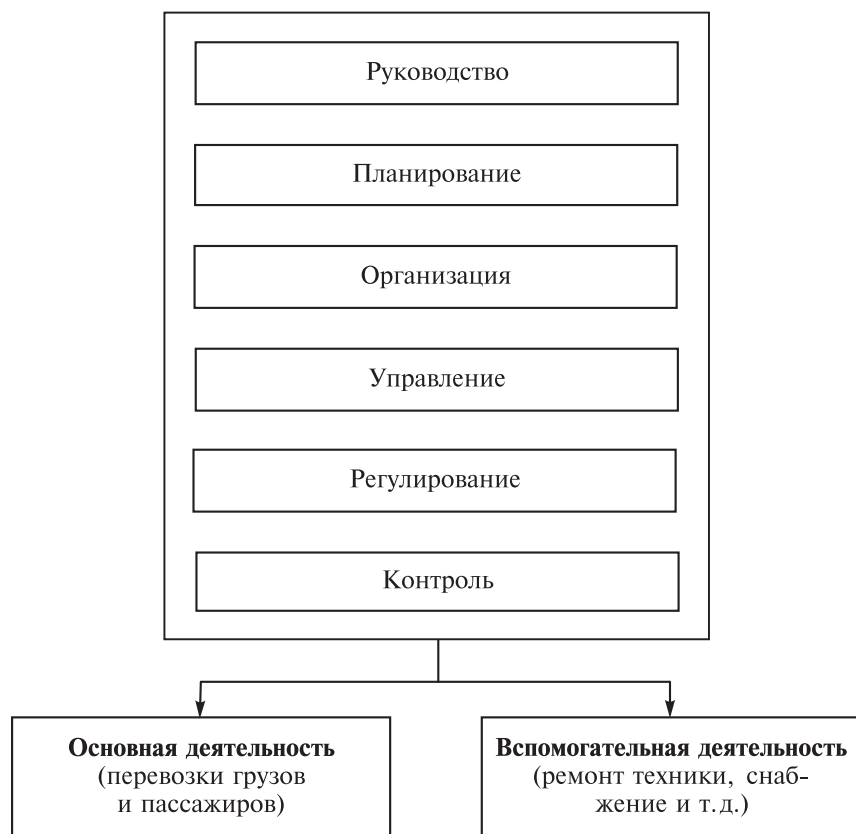 Руководство
Планирование
Организация
Управление
Регулирование
Контроль
Основная деятельность
(перевозки грузов
и пассажиров)
Вспомогательная деятельность
(ремонт техники, снаб-
жение и т. д.)